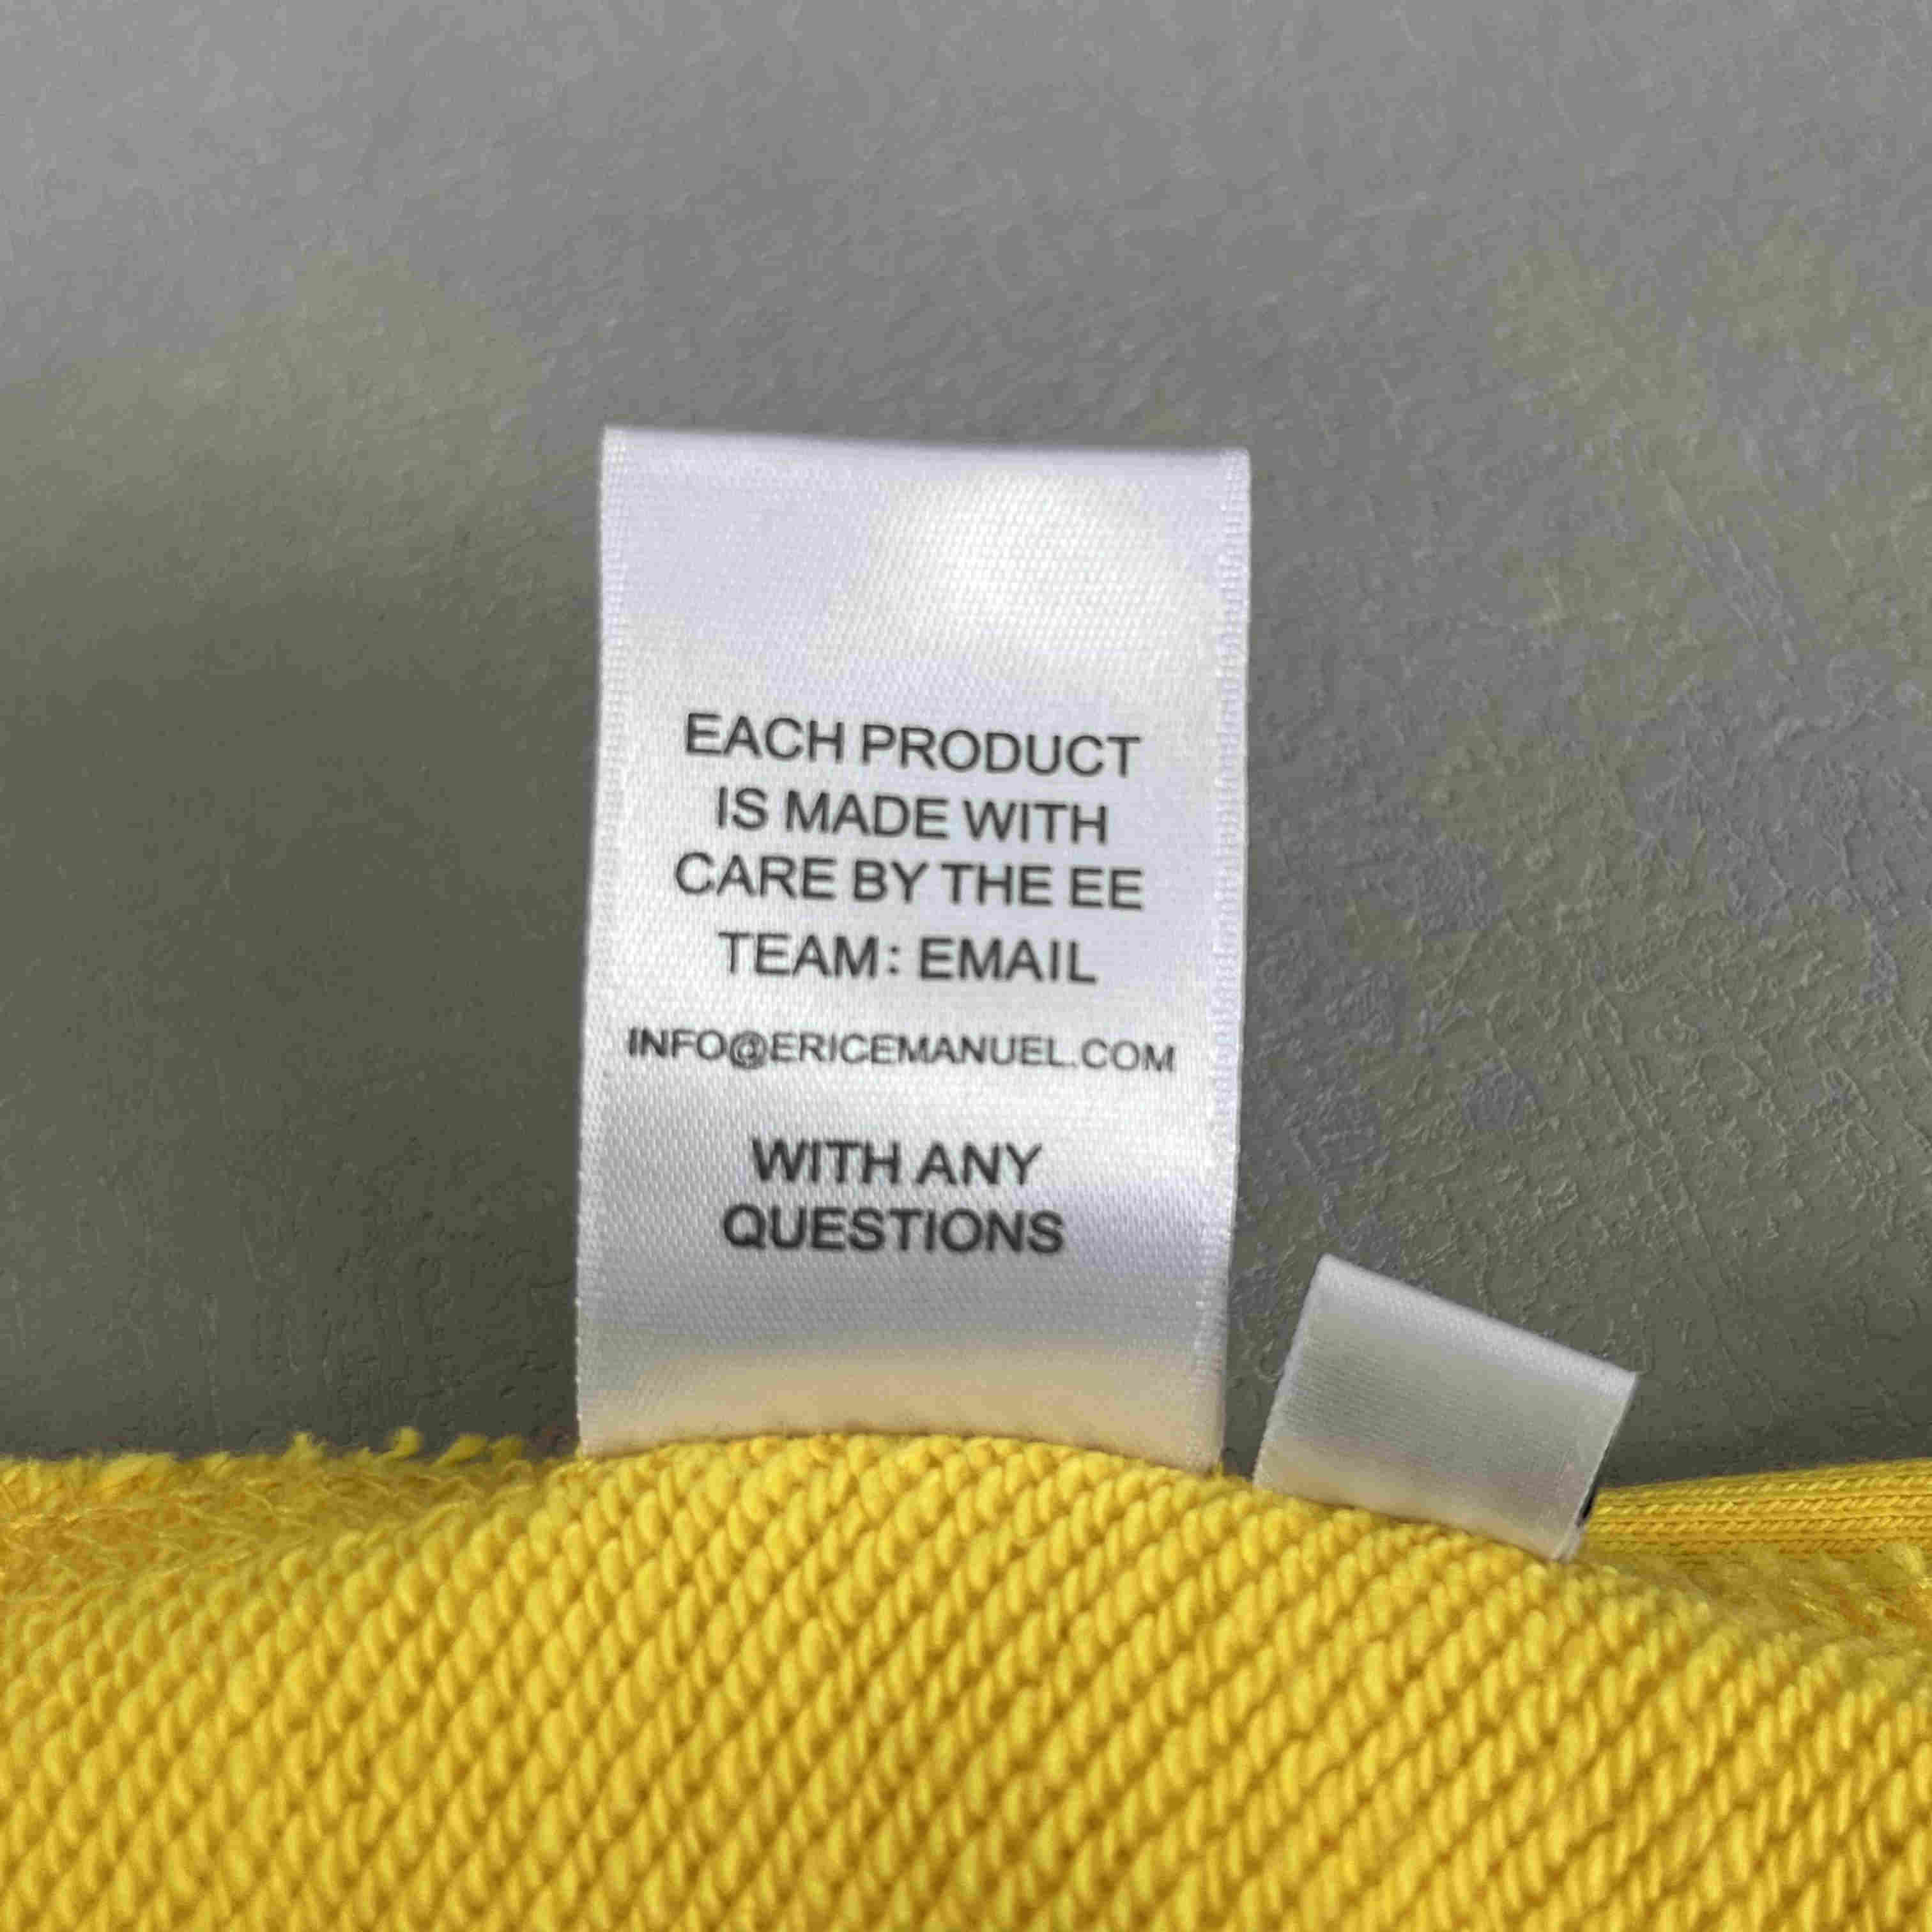 EACH PRODUCT
IS MADE WITH
CARE BY THE EE
TEAM: EMAIL
INFO@ERICEMANUEL.COM
WITH ANY
QUESTIONS